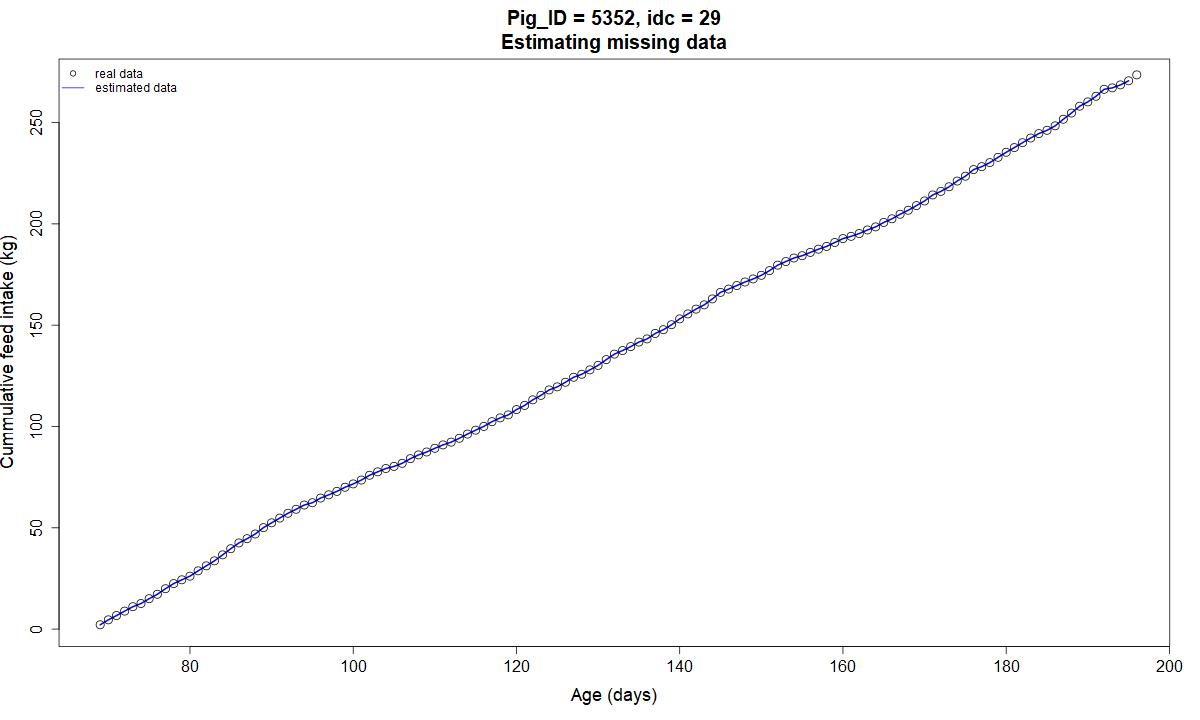 Pig_ID = 5352, idc = 29
Estimating missing data
real data
estimated data
Cummulative feed intake (kg)
250
200
150
100
50
0
80 100 120 140 160 180 200
Age (days)